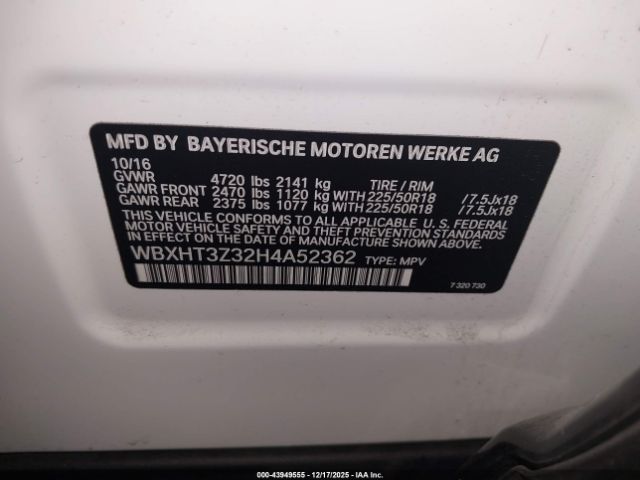 MFD BY BAYERISCHE MOTOREN WERKE AG
10/16
GVWR 4720 lbs 2141 kg TIRE / RIM
GAWR FRONT 2470 lbs 1120 kg WITH 225/50R18 /7.5Jx18
GAWR REAR 2375 lbs 1077 kg WITH 225/50R18 /7.5Jx18
THIS VEHICLE CONFORMS TO ALL APPLICABLE U. S. FEDERAL
MOTOR VEHICLE SAFETY, BUMPER, AND THEFT PREVENTION
STANDARDS IN EFFECT ON THE DATE OF MANUFACTURE SHOWN ABOVE.
WBXHT3Z32H4A52362 TYPE: MPV
7 320 730
000-43949555 - 12/17/2025 - IAA Inc.